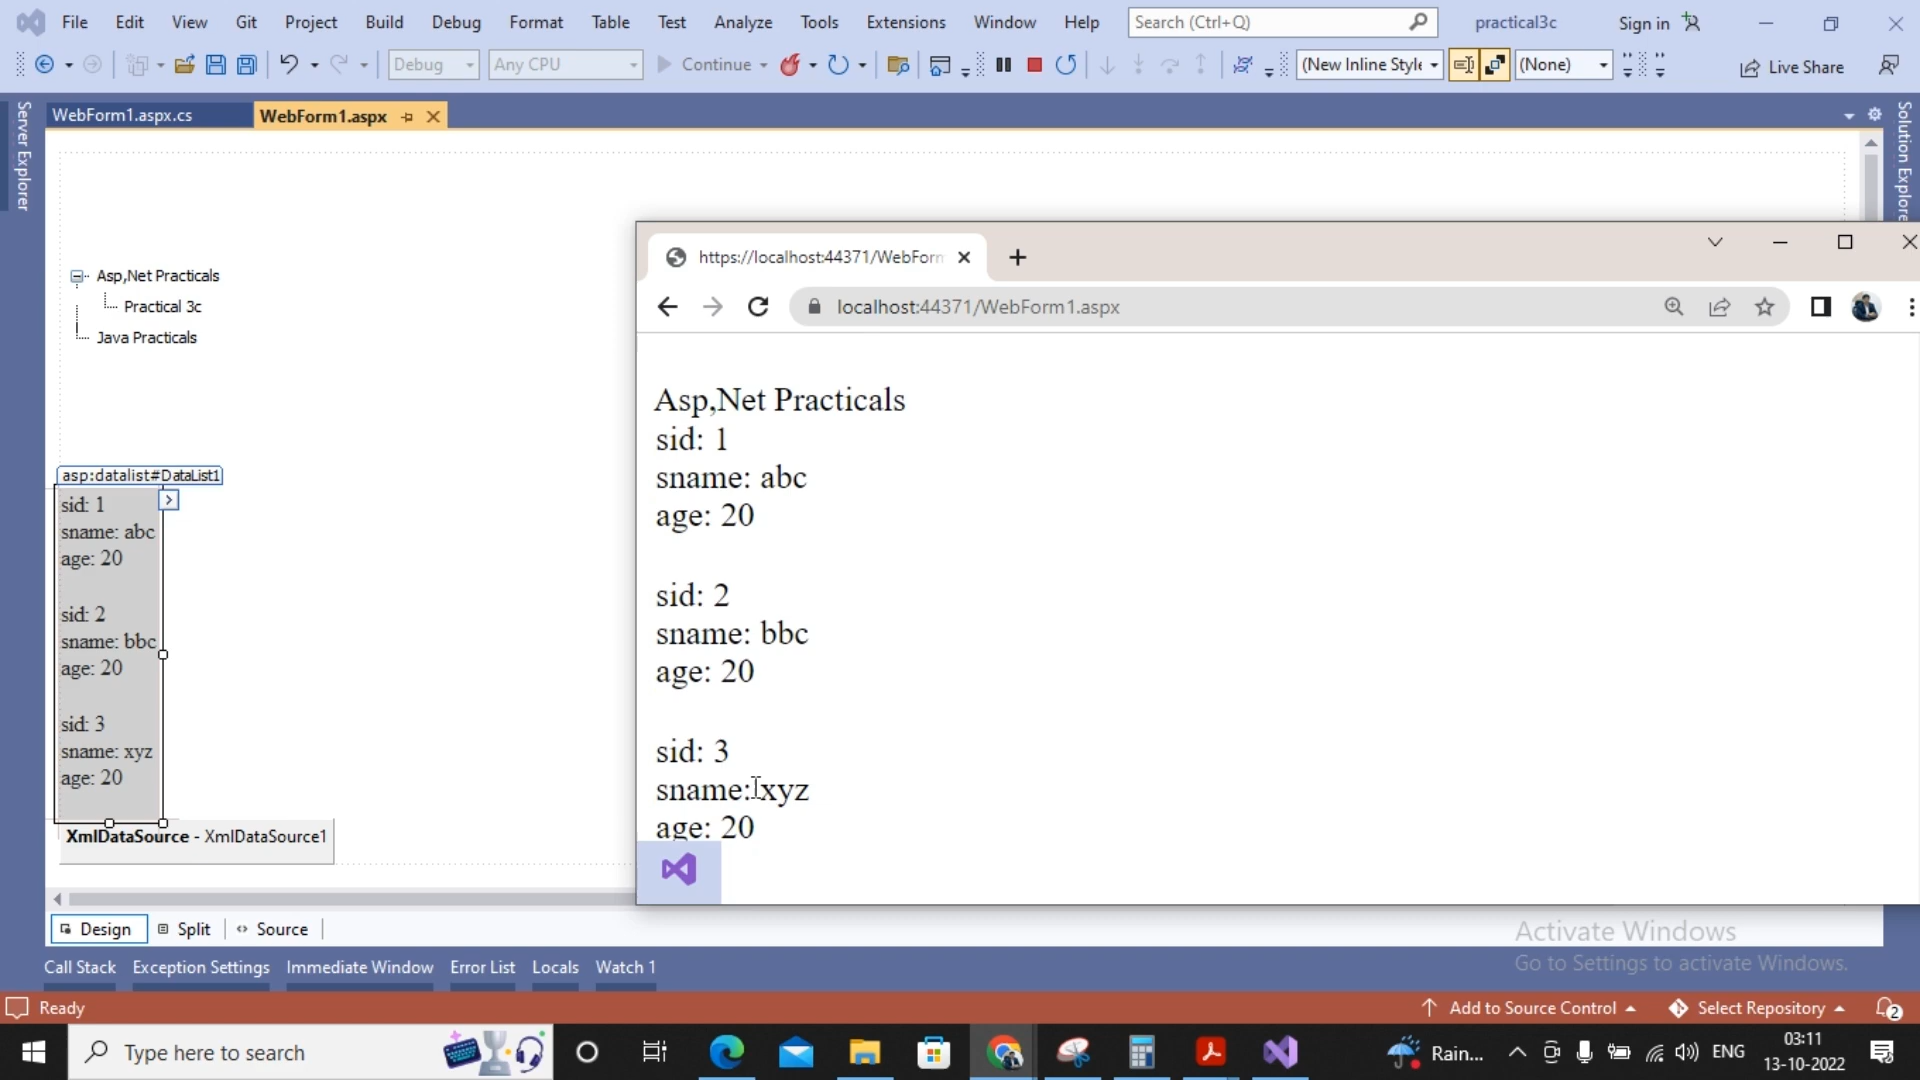 File Edit View Git Project Build Debug Format Table Test Analyze Tools Extensions Window Help Search (Ctrl+Q) practical3c Sign in
Debug Any CPU Continue (New Inline Style (None) Live Share
WebForm1.aspx.cs WebForm1.aspx
Server Explorer
Solution Explore
Asp,Net Practicals
Practical 3c
Java Practicals
asp:datalist#DataList1
sid: 1
sname: abc
age: 20
sid: 2
sname: bbc
age: 20
sid: 3
sname: xyz
age: 20
XmlDataSource - XmlDataSource1
https://localhost:44371/WebForm
localhost:44371/WebForm1.aspx
Asp,Net Practicals
sid: 1
sname: abc
age: 20
sid: 2
sname: bbc
age: 20
sid: 3
sname: xyz
age: 20
Design Split Source
Activate Windows
Go to Settings to activate Windows.
Call Stack Exception Settings Immediate Window Error List Locals Watch 1
Ready Add to Source Control Select Repository 2
Type here to search Rain... ENG 03:11
13-10-2022